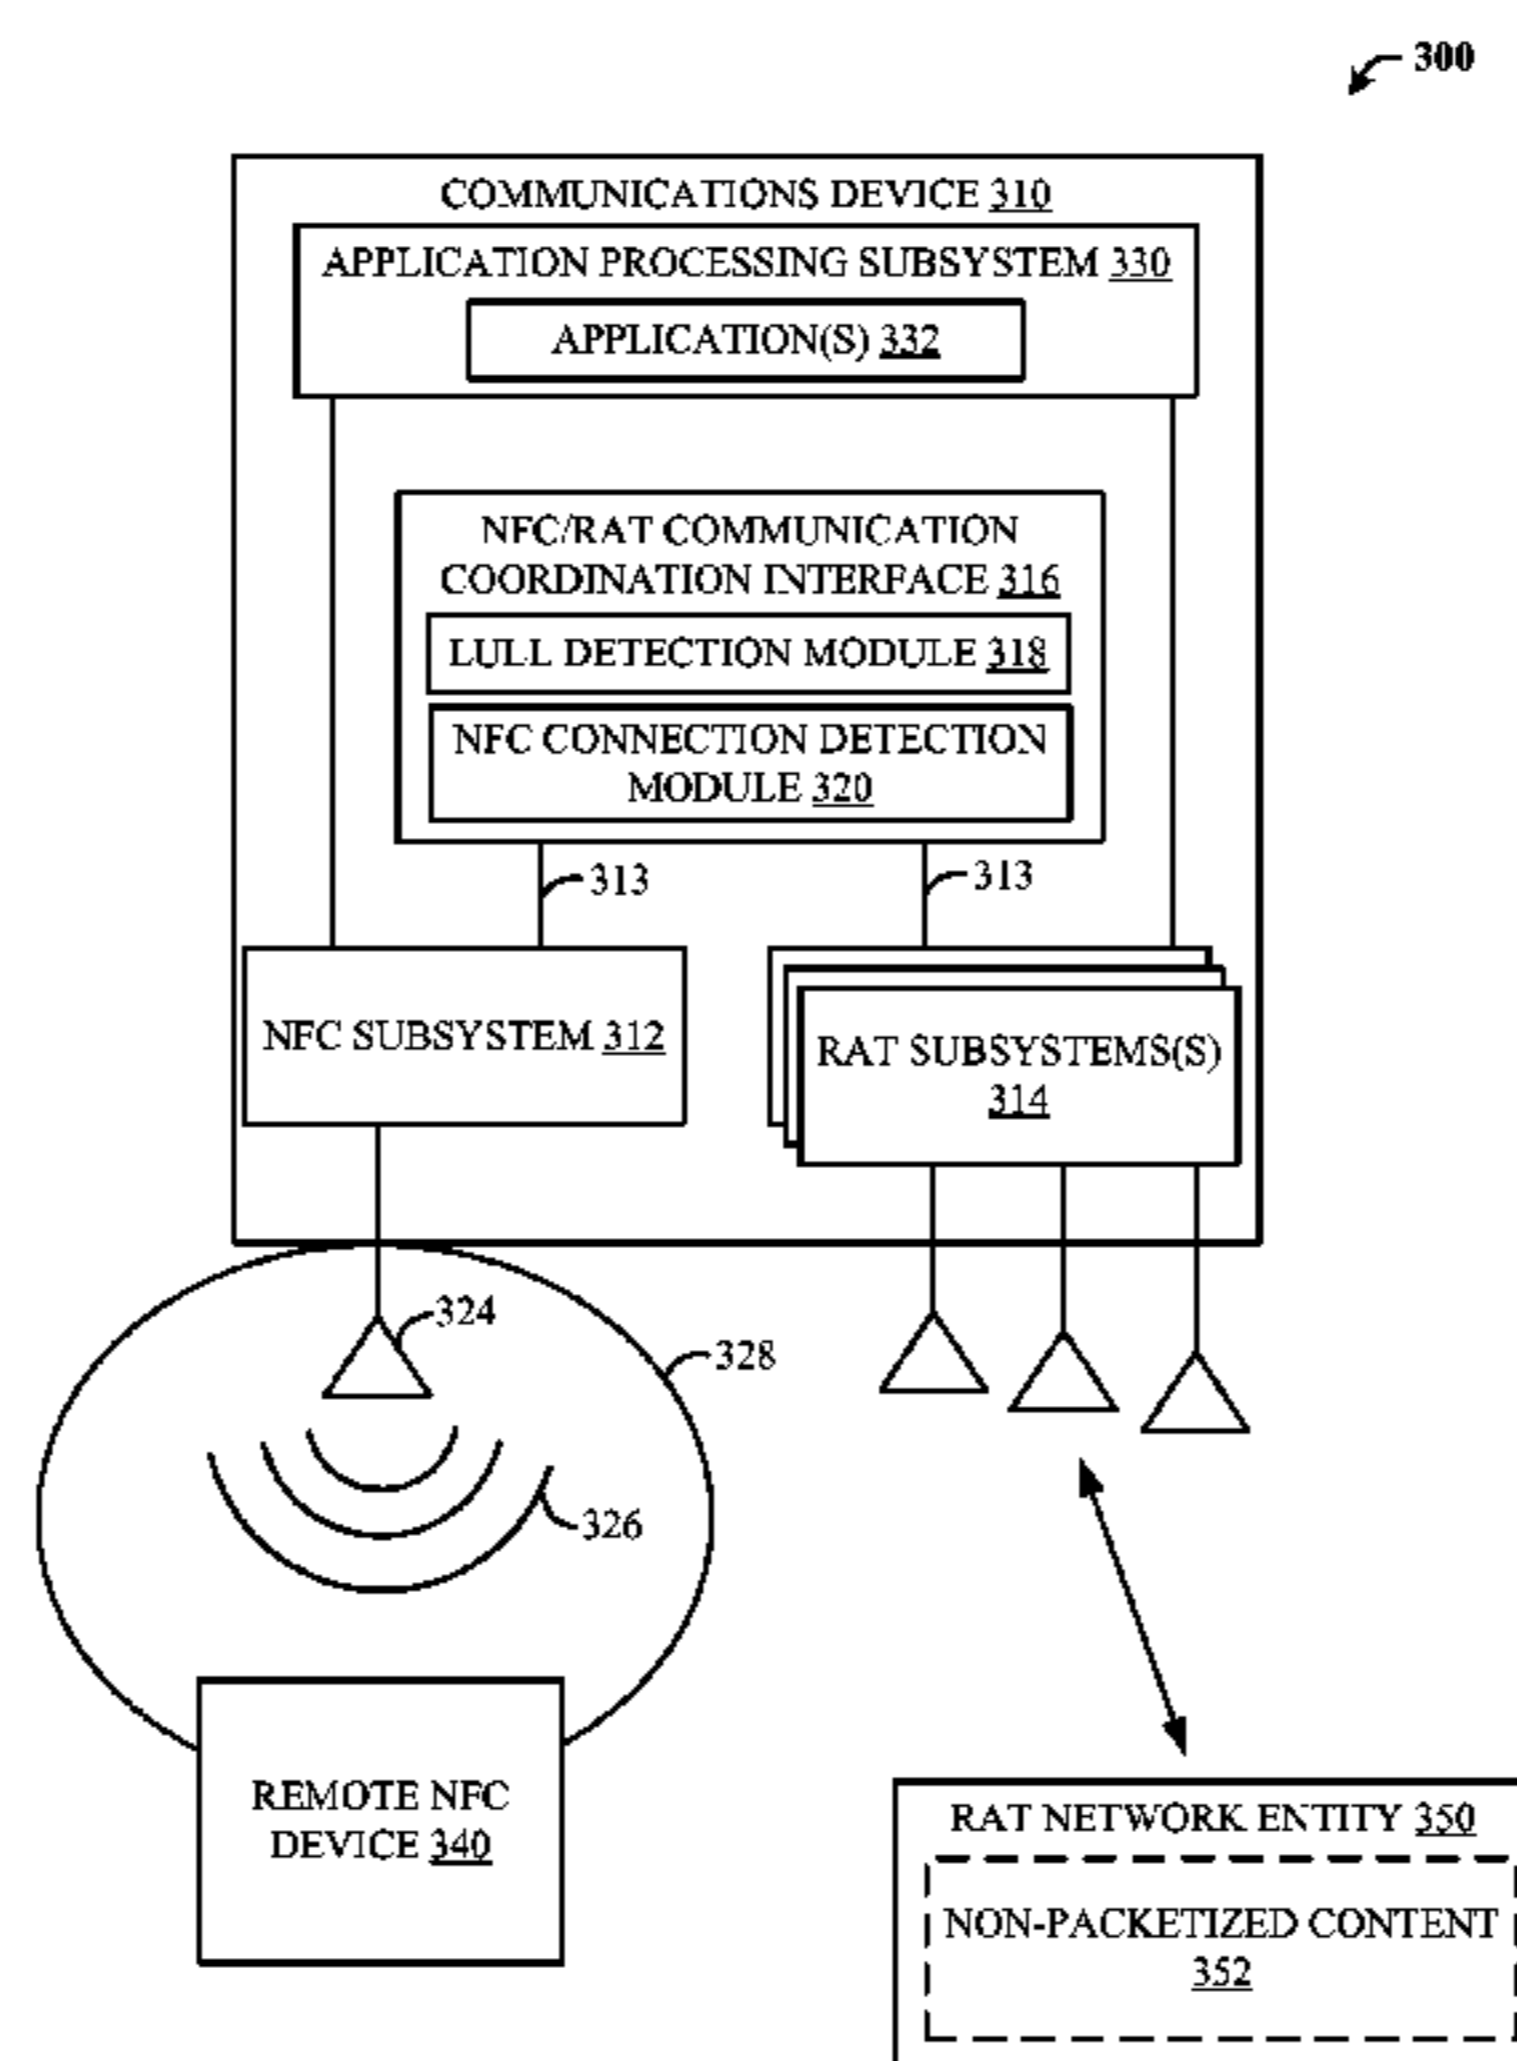 300
COMMUNICATIONS DEVICE 310
APPLICATION PROCESSING SUBSYSTEM 330
APPLICATION(S) 332
NFC/RAT COMMUNICATION
COORDINATION INTERFACE 316
LULL DETECTION MODULE 318
NFC CONNECTION DETECTION
MODULE 320
313
313
NFC SUBSYSTEM 312
RAT SUBSYSTEMS(S)
314
324
328
326
REMOTE NFC
DEVICE 340
RAT NETWORK ENTITY 350
NON-PACKETIZED CONTENT
352